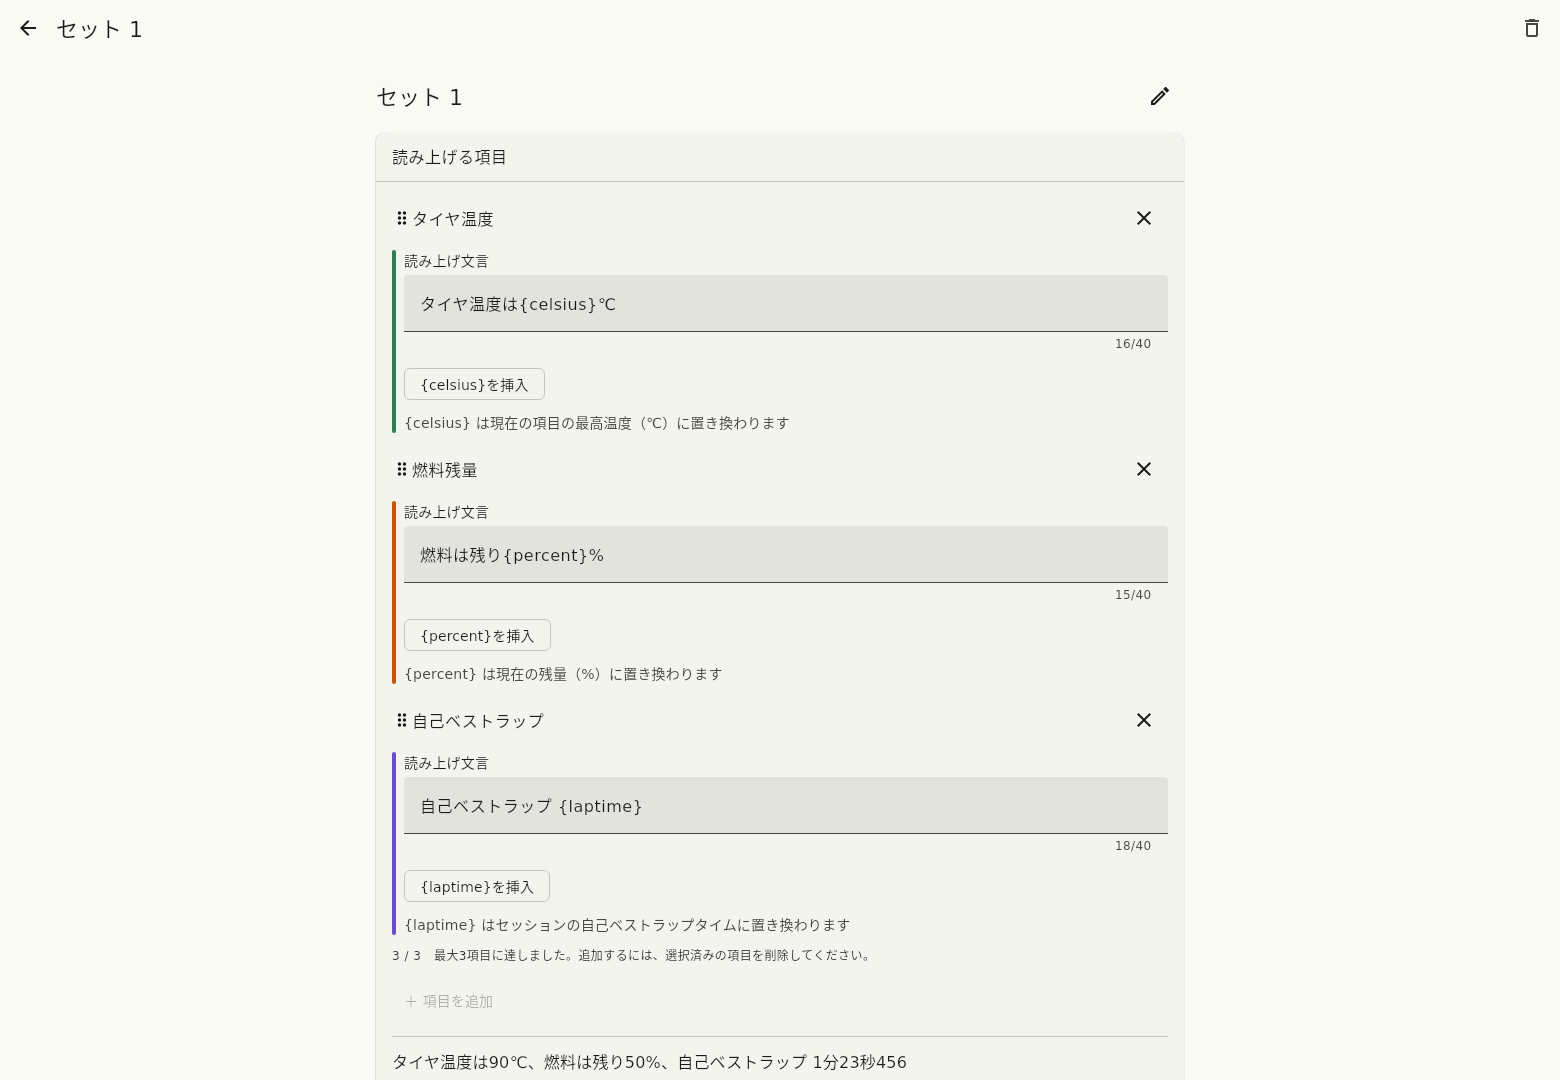 セット 1
セット 1
読み上げる項目
タイヤ温度
読み上げ文言
タイヤ温度は{celsius}℃
16/40
{celsius}を挿入
{celsius} は現在の項目の最高温度（℃）に置き換わります
燃料残量
読み上げ文言
燃料は残り{percent}%
15/40
{percent}を挿入
{percent} は現在の残量（%）に置き換わります
自己ベストラップ
読み上げ文言
自己ベストラップ {laptime}
18/40
{laptime}を挿入
{laptime} はセッションの自己ベストラップタイムに置き換わります
3 / 3　最大3項目に達しました。追加するには、選択済みの項目を削除してください。
＋ 項目を追加
タイヤ温度は90℃、燃料は残り50%、自己ベストラップ 1分23秒456